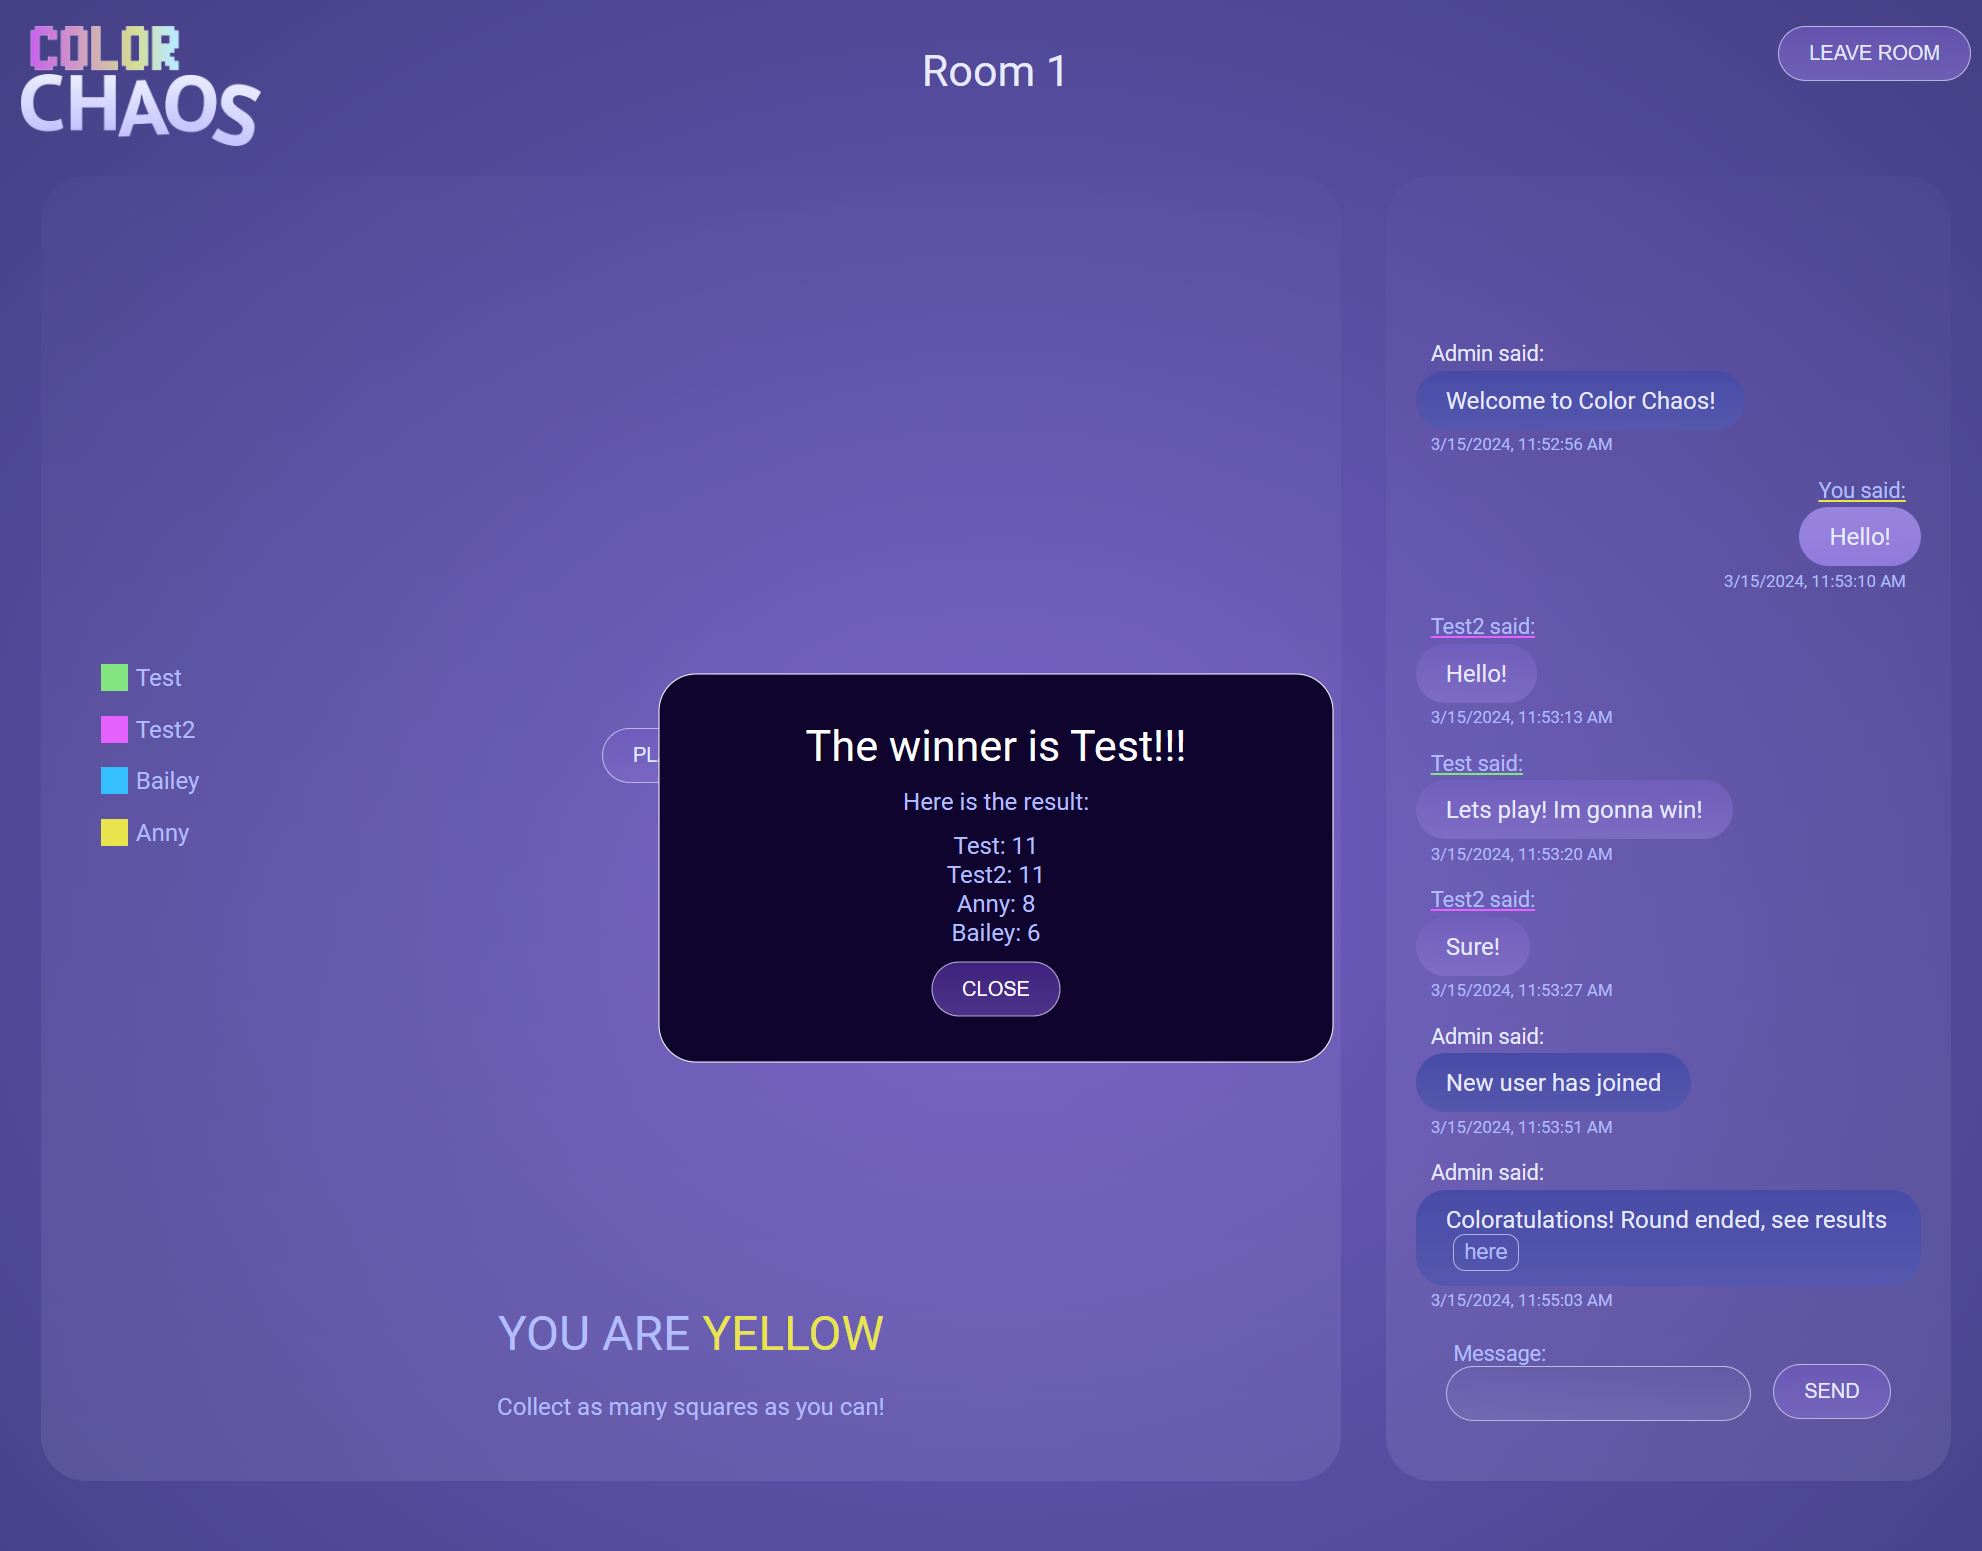 COLOR
CHAOS
Room 1
LEAVE ROOM
Test
Test2
Bailey
Anny
PL
The winner is Test!!!
Here is the result:
Test: 11
Test2: 11
Anny: 8
Bailey: 6
CLOSE
YOU ARE YELLOW
Collect as many squares as you can!
Admin said:
Welcome to Color Chaos!
3/15/2024, 11:52:56 AM
You said:
Hello!
3/15/2024, 11:53:10 AM
Test2 said:
Hello!
3/15/2024, 11:53:13 AM
Test said:
Lets play! Im gonna win!
3/15/2024, 11:53:20 AM
Test2 said:
Sure!
3/15/2024, 11:53:27 AM
Admin said:
New user has joined
3/15/2024, 11:53:51 AM
Admin said:
Coloratulations! Round ended, see results
here
3/15/2024, 11:55:03 AM
Message:
SEND